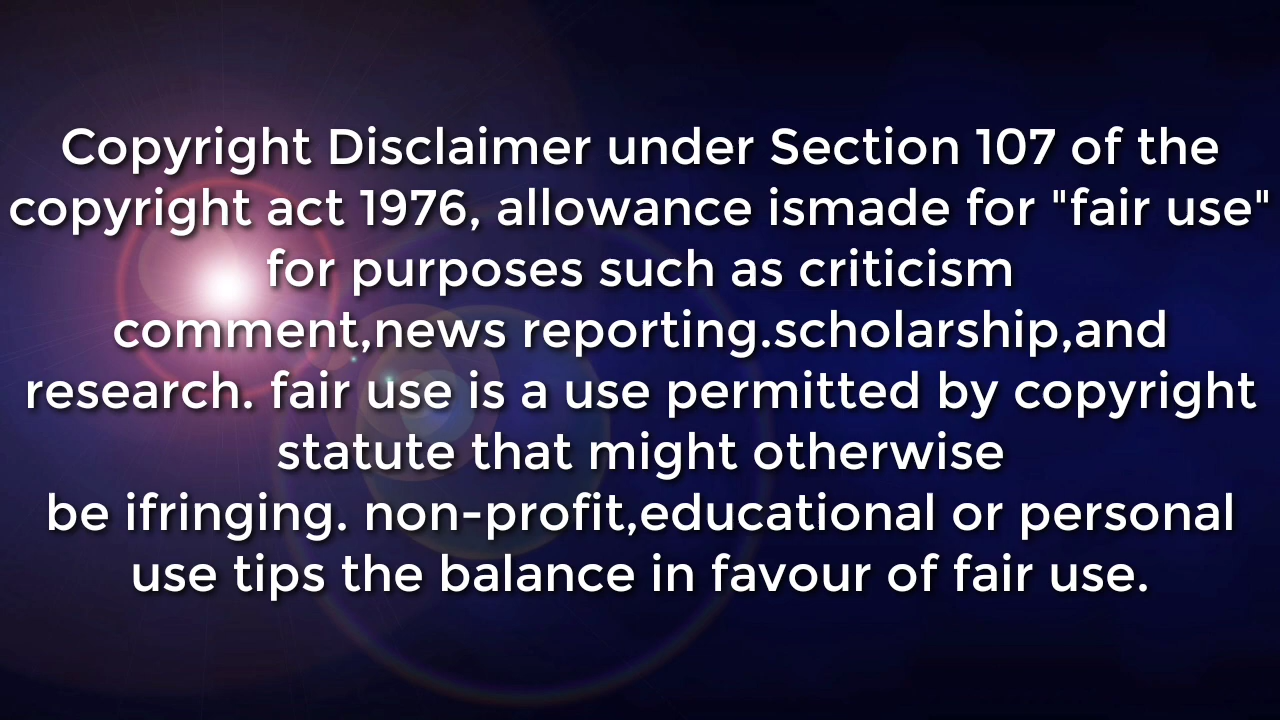 Copyright Disclaimer under Section 107 of the
copyright act 1976, allowance ismade for "fair use"
for purposes such as criticism
comment,news reporting.scholarship,and
research. fair use is a use permitted by copyright
statute that might otherwise
be ifringing. non-profit,educational or personal
use tips the balance in favour of fair use.